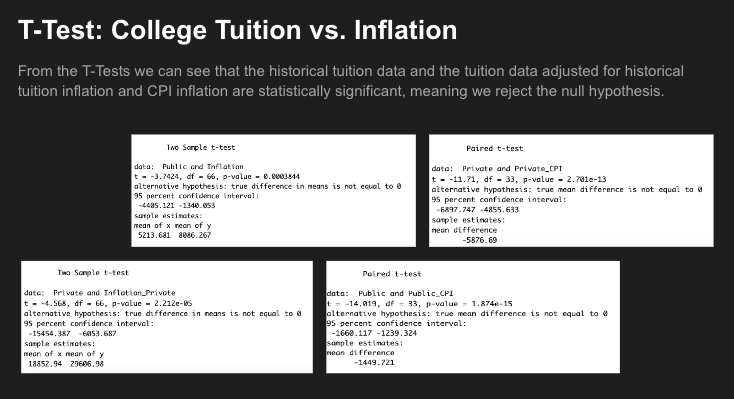 T-Test: College Tuition vs. Inflation
From the T-Tests we can see that the historical tuition data and the tuition data adjusted for historical
tuition inflation and CPI inflation are statistically significant, meaning we reject the null hypothesis.
Two Sample t-test
data:  Public and Inflation
t = -3.7424, df = 66, p-value = 0.0003844
alternative hypothesis: true difference in means is not equal to 0
95 percent confidence interval:
-4405.121 -1340.053
sample estimates:
mean of x mean of y
5213.681  8086.267
Paired t-test
data:  Private and Private_CPI
t = -11.71, df = 33, p-value = 2.701e-13
alternative hypothesis: true mean difference is not equal to 0
95 percent confidence interval:
-6897.747 -4855.633
sample estimates:
mean difference
-5876.69
Two Sample t-test
data:  Private and Inflation_Private
t = -4.568, df = 66, p-value = 2.212e-05
alternative hypothesis: true difference in means is not equal to 0
95 percent confidence interval:
-15454.387  -6053.687
sample estimates:
mean of x mean of y
18852.94  29606.98
Paired t-test
data:  Public and Public_CPI
t = -14.019, df = 33, p-value = 1.874e-15
alternative hypothesis: true mean difference is not equal to 0
95 percent confidence interval:
-1660.117 -1239.324
sample estimates:
mean difference
-1449.721